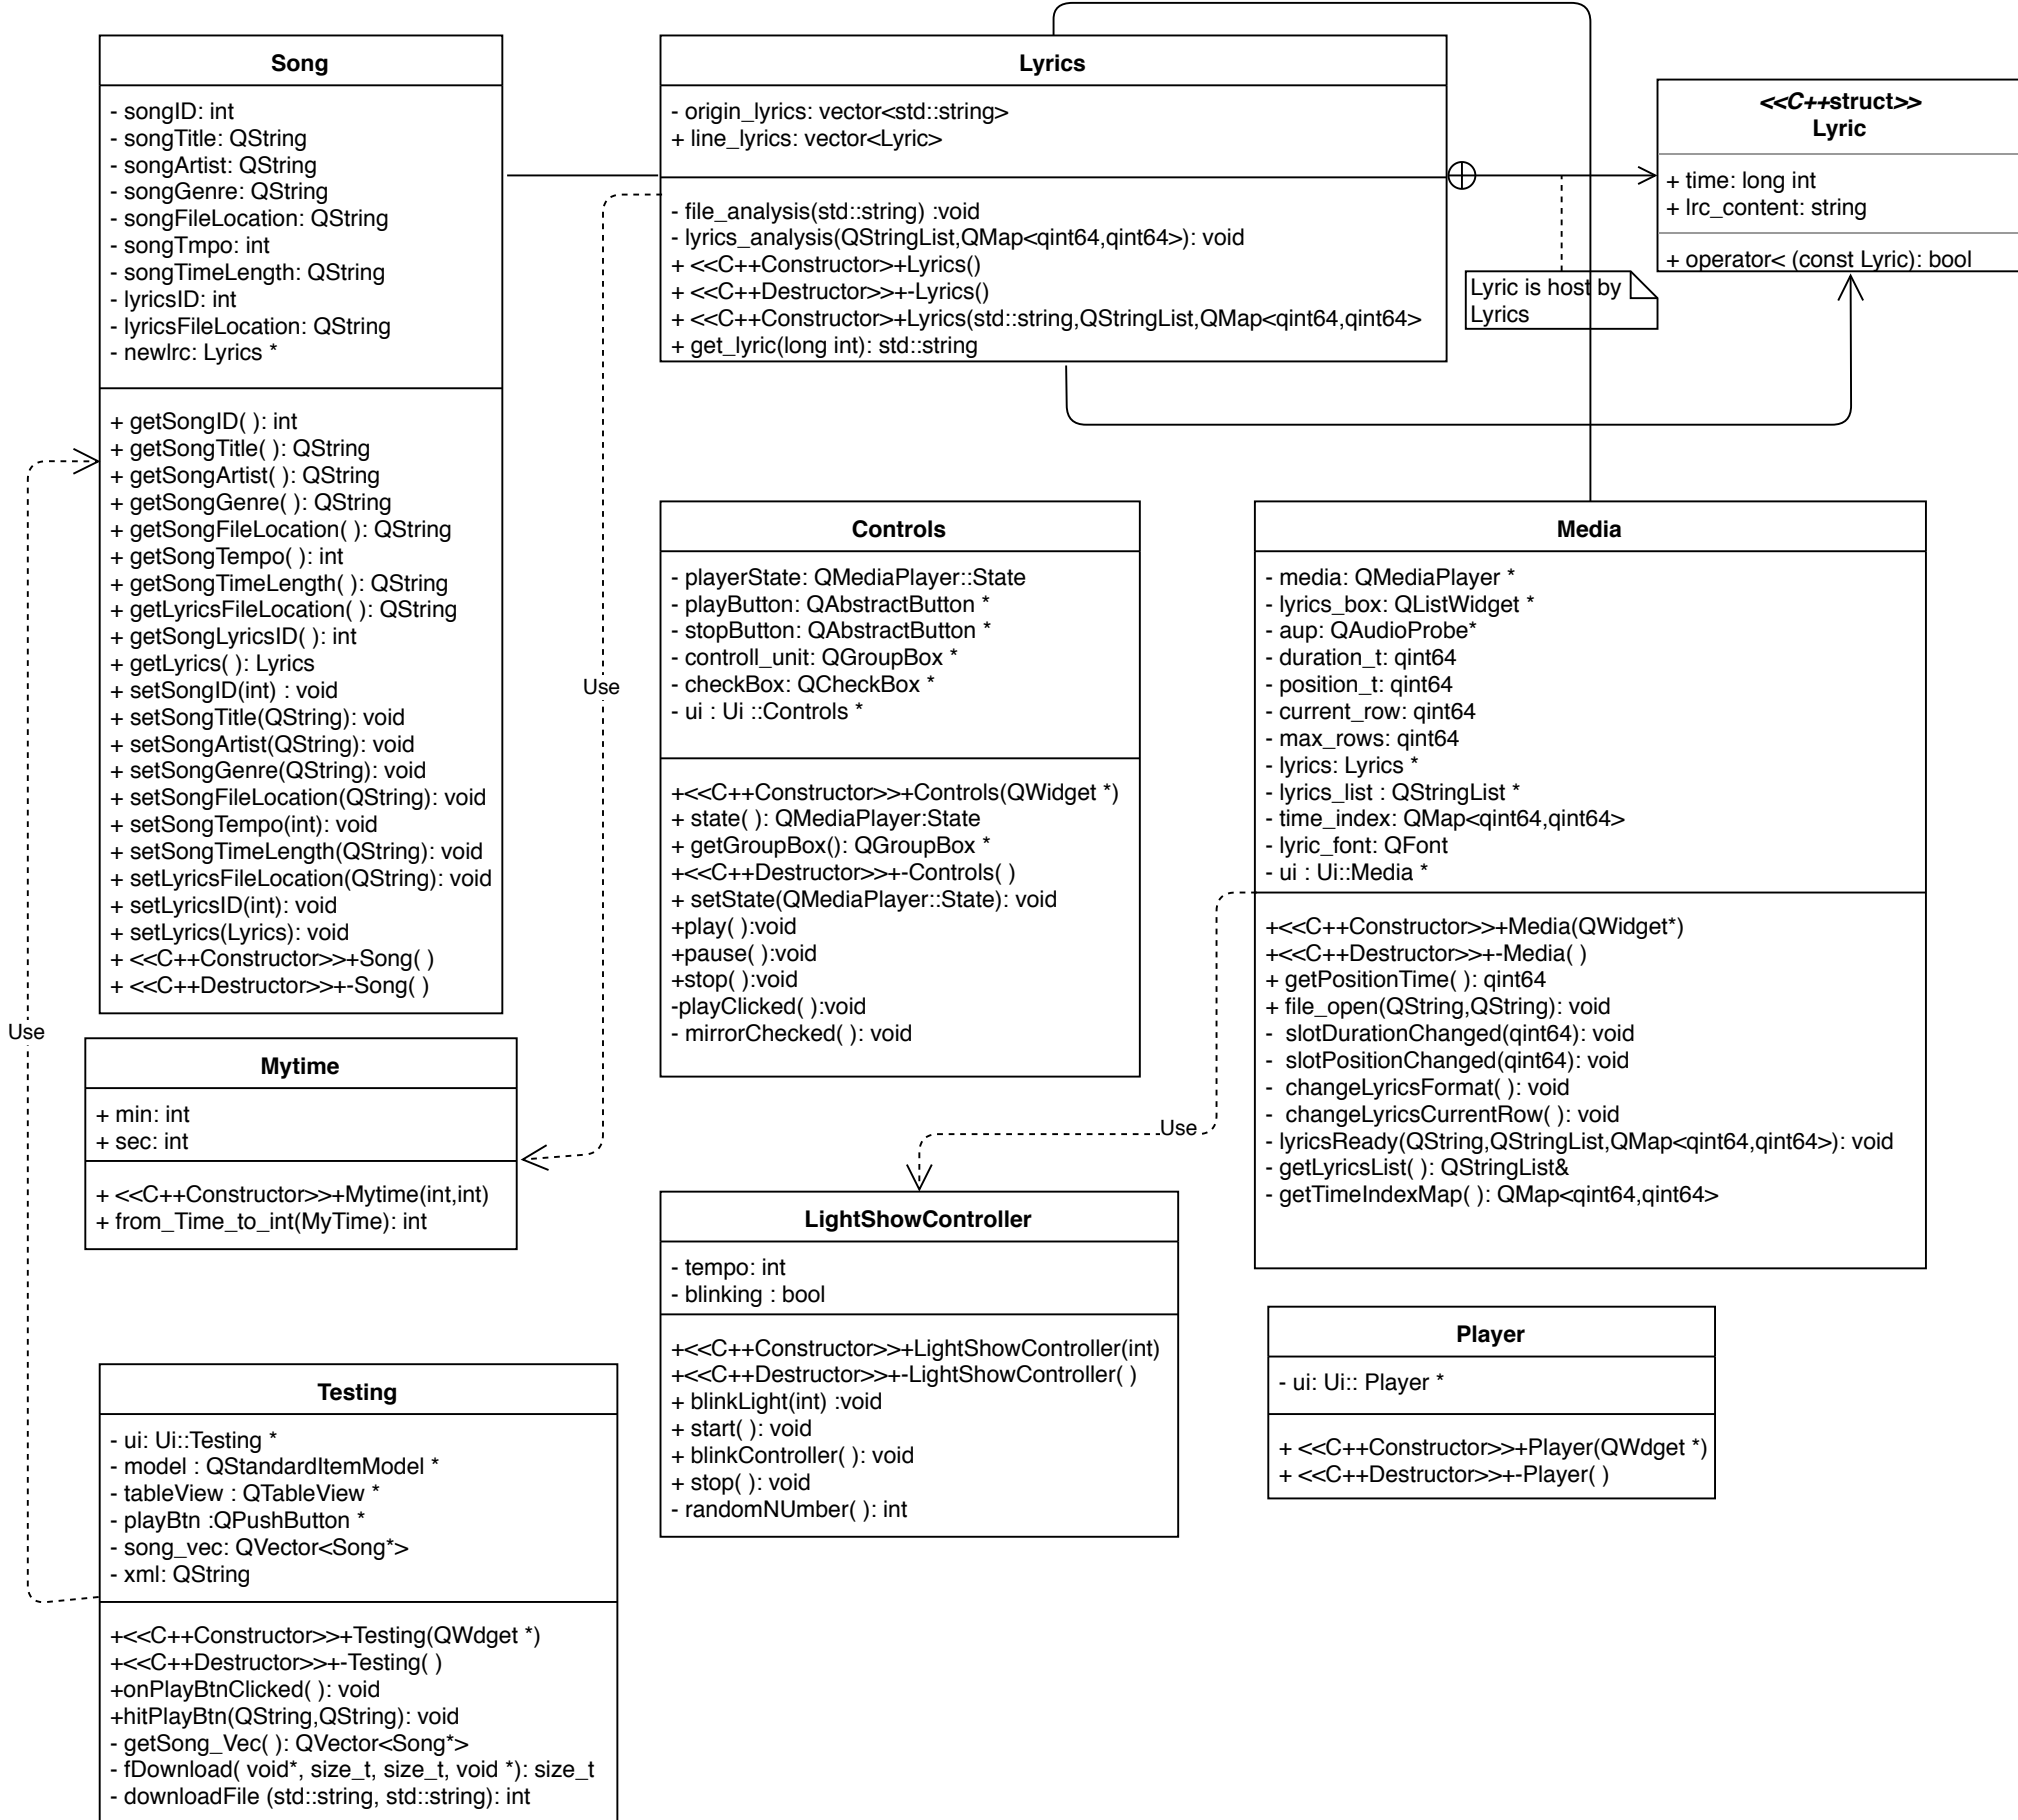 Song
- songID: int
- songTitle: QString
- songArtist: QString
- songGenre: QString
- songFileLocation: QString
- songTmpo: int
- songTimeLength: QString
- lyricsID: int
- lyricsFileLocation: QString
- newlrc: Lyrics *
+ getSongID( ): int
+ getSongTitle( ): QString
+ getSongArtist( ): QString
+ getSongGenre( ): QString
+ getSongFileLocation( ): QString
+ getSongTempo( ): int
+ getSongTimeLength( ): QString
+ getLyricsFileLocation( ): QString
+ getSongLyricsID( ): int
+ getLyrics( ): Lyrics
+ setSongID(int) : void
+ setSongTitle(QString): void
+ setSongArtist(QString): void
+ setSongGenre(QString): void
+ setSongFileLocation(QString): void
+ setSongTempo(int): void
+ setSongTimeLength(QString): void
+ setLyricsFileLocation(QString): void
+ setLyricsID(int): void
+ setLyrics(Lyrics): void
+ <<C++Constructor>>+Song( )
+ <<C++Destructor>>+-Song( )
Lyrics
- origin_lyrics: vector<std::string>
+ line_lyrics: vector<Lyric>
- file_analysis(std::string) :void
- lyrics_analysis(QStringList,QMap<qint64,qint64>): void
+ <<C++Constructor>+Lyrics()
+ <<C++Destructor>>+-Lyrics()
+ <<C++Constructor>+Lyrics(std::string,QStringList,QMap<qint64,qint64>
+ get_lyric(long int): std::string
<<C++struct>>
Lyric
+ time: long int
+ lrc_content: string
+ operator< (const Lyric): bool
Lyric is host by
Lyrics
Use
Controls
- playerState: QMediaPlayer::State
- playButton: QAbstractButton *
- stopButton: QAbstractButton *
- controll_unit: QGroupBox *
- checkBox: QCheckBox *
- ui : Ui ::Controls *
+<<C++Constructor>>+Controls(QWidget *)
+ state( ): QMediaPlayer:State
+ getGroupBox(): QGroupBox *
+<<C++Destructor>>+-Controls( )
+ setState(QMediaPlayer::State): void
+play( ):void
+pause( ):void
+stop( ):void
-playClicked( ):void
- mirrorChecked( ): void
Media
- media: QMediaPlayer *
- lyrics_box: QListWidget *
- aup: QAudioProbe*
- duration_t: qint64
- position_t: qint64
- current_row: qint64
- max_rows: qint64
- lyrics: Lyrics *
- lyrics_list : QStringList *
- time_index: QMap<qint64,qint64>
- lyric_font: QFont
- ui : Ui::Media *
+<<C++Constructor>>+Media(QWidget*)
+<<C++Destructor>>+-Media( )
+ getPositionTime( ): qint64
+ file_open(QString,QString): void
- slotDurationChanged(qint64): void
- slotPositionChanged(qint64): void
- changeLyricsFormat( ): void
- changeLyricsCurrentRow( ): void
- lyricsReady(QString,QStringList,QMap<qint64,qint64>): void
- getLyricsList( ): QStringList&
- getTimeIndexMap( ): QMap<qint64,qint64>
Use
Mytime
+ min: int
+ sec: int
+ <<C++Constructor>>+Mytime(int,int)
+ from_Time_to_int(MyTime): int
Use
LightShowController
- tempo: int
- blinking : bool
+<<C++Constructor>>+LightShowController(int)
+<<C++Destructor>>+-LightShowController( )
+ blinkLight(int) :void
+ start( ): void
+ blinkController( ): void
+ stop( ): void
- randomNUmber( ): int
Player
- ui: Ui:: Player *
+ <<C++Constructor>>+Player(QWdget *)
+ <<C++Destructor>>+-Player( )
Testing
- ui: Ui::Testing *
- model : QStandardItemModel *
- tableView : QTableView *
- playBtn :QPushButton *
- song_vec: QVector<Song*>
- xml: QString
+<<C++Constructor>>+Testing(QWdget *)
+<<C++Destructor>>+-Testing( )
+onPlayBtnClicked( ): void
+hitPlayBtn(QString,QString): void
- getSong_Vec( ): QVector<Song*>
- fDownload( void*, size_t, size_t, void *): size_t
- downloadFile (std::string, std::string): int